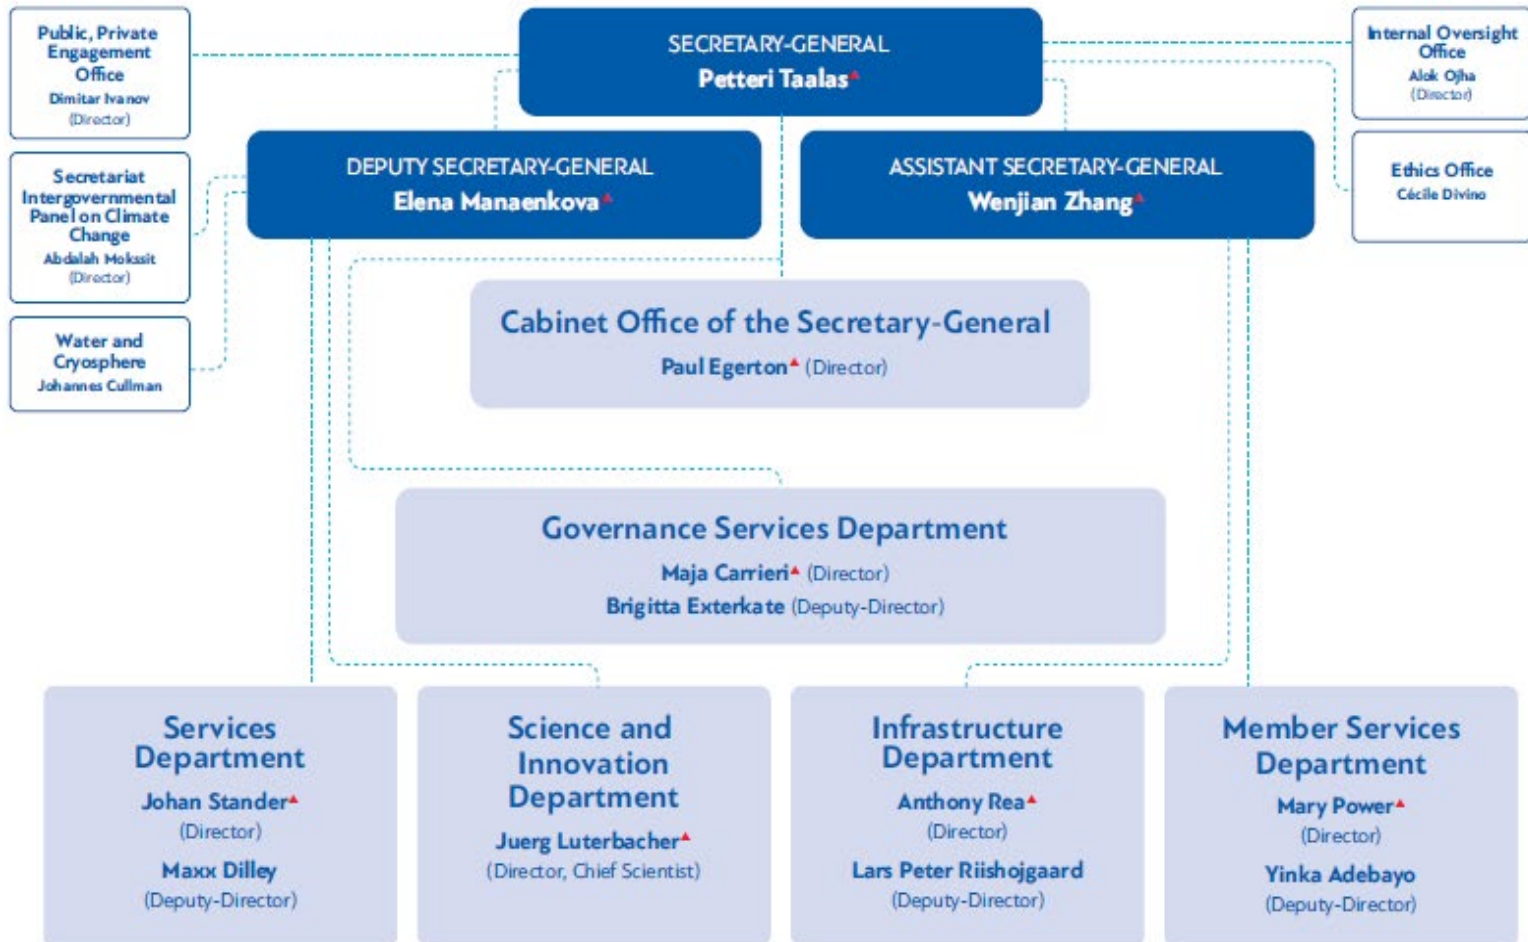 Public, Private
Engagement
Office
Dimitar Ivanov
(Director)
SECRETARY-GENERAL
Petteri Taalas
Internal Oversight
Office
Alok Ojha
(Director)
DEPUTY SECRETARY-GENERAL
Elena Manaenkova
ASSISTANT SECRETARY-GENERAL
Wenjian Zhang
Ethics Office
Cécile Divino
Secretariat
Intergovernmental
Panel on Climate
Change
Abdalah Mokssit
(Director)
Water and
Cryosphere
Johannes Cullman
Cabinet Office of the Secretary-General
Paul Egerton (Director)
Governance Services Department
Maja Carrieri (Director)
Brigitta Exterkate (Deputy-Director)
Services
Department
Johan Stander
(Director)
Maxx Dilley
(Deputy-Director)
Science and
Innovation
Department
Juerg Luterbacher
(Director, Chief Scientist)
Infrastructure
Department
Anthony Rea
(Director)
Lars Peter Riishojgaard
(Deputy-Director)
Member Services
Department
Mary Power
(Director)
Yinka Adebayo
(Deputy-Director)